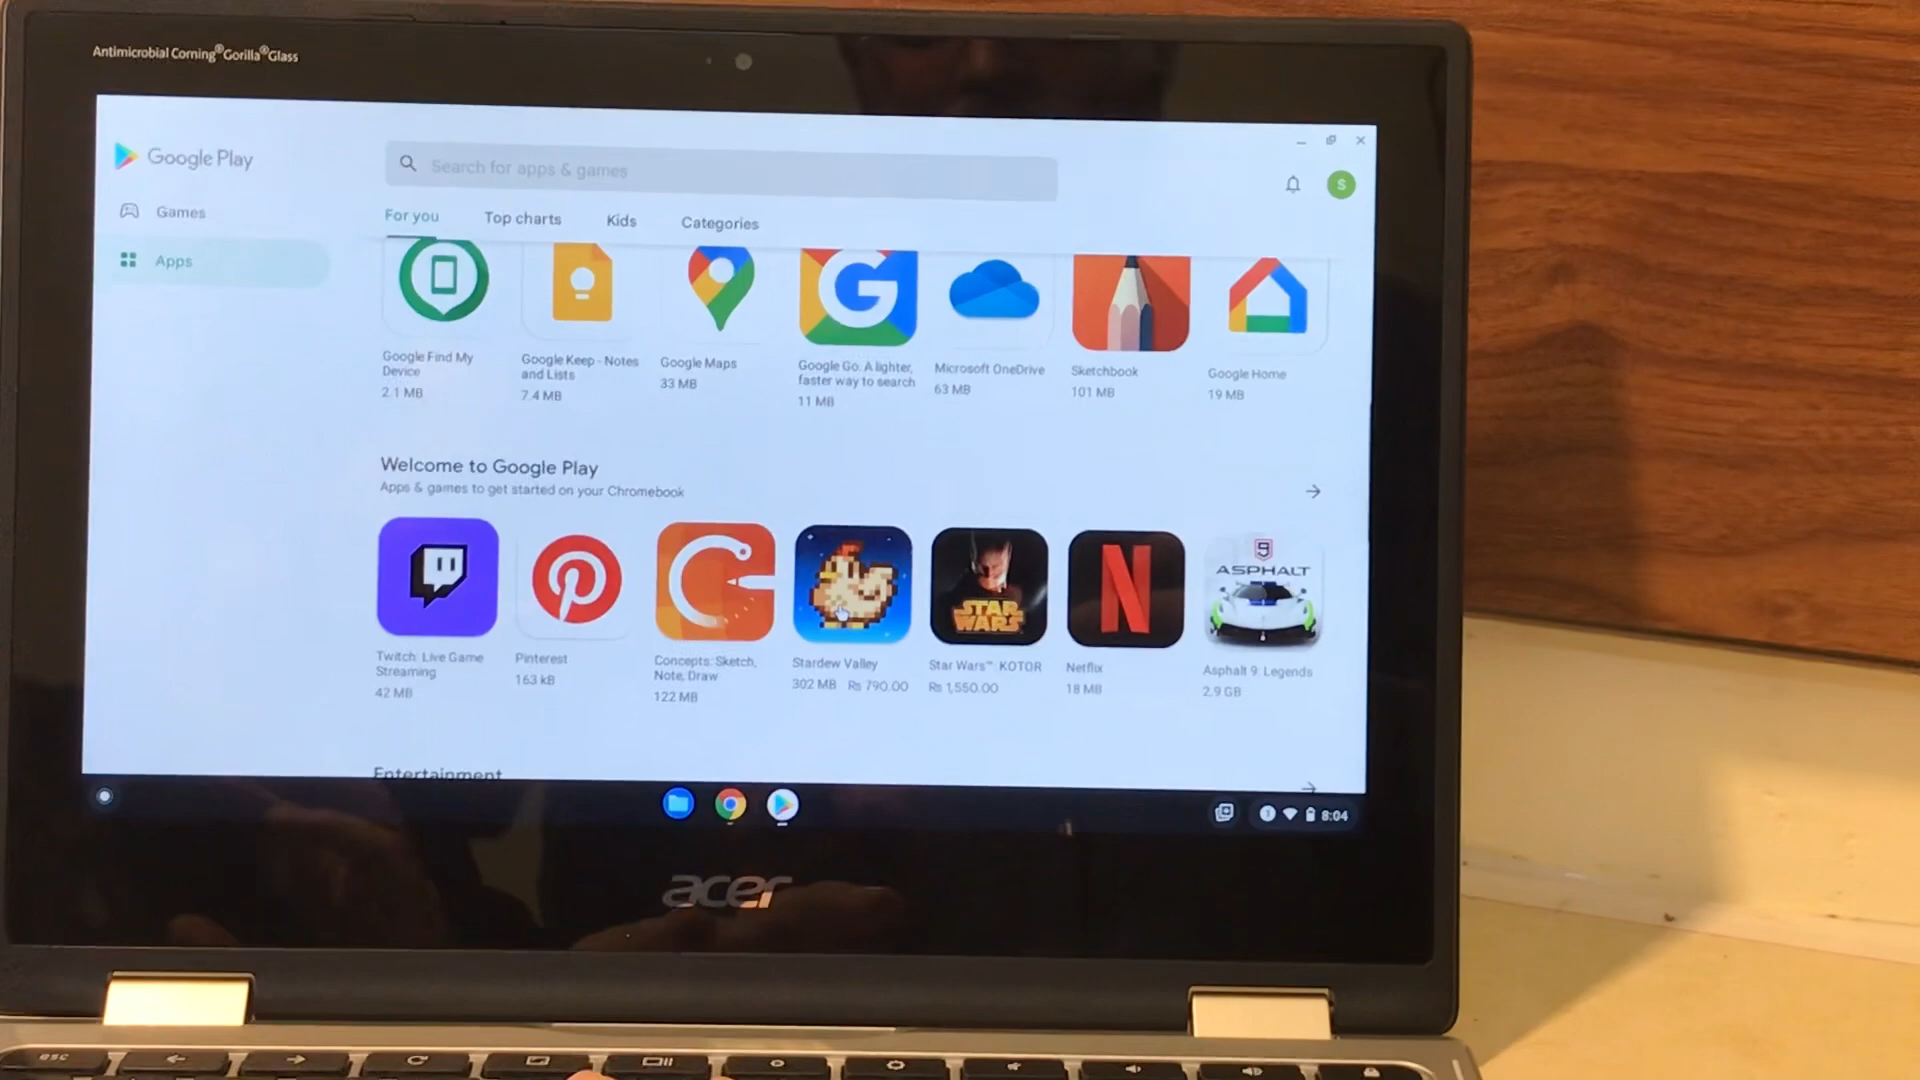 Antimicrobial Corning®Gorilla®Glass
Google Play
Search for apps & games
S
Games
Apps
For you
Top charts
Kids
Categories
Google Find My
Device
2.1 MB
Google Keep - Notes
and Lists
7.4 MB
Google Maps
33 MB
Google Go: A lighter,
faster way to search
11 MB
Microsoft OneDrive
63 MB
Sketchbook
101 MB
Google Home
19 MB
Welcome to Google Play
Apps & games to get started on your Chromebook
STAR
WARS
N
9
ASPHALT
Twitch: Live Game
Streaming
42 MB
Pinterest
163 kB
Concepts: Sketch,
Note, Draw
122 MB
Stardew Valley
302 MB Rs 790.00
Star Wars™: KOTOR
Rs 1,550.00
Netflix
18 MB
Asphalt 9: Legends
2.9 GB
Entertainment
1
8:04
acer
esc